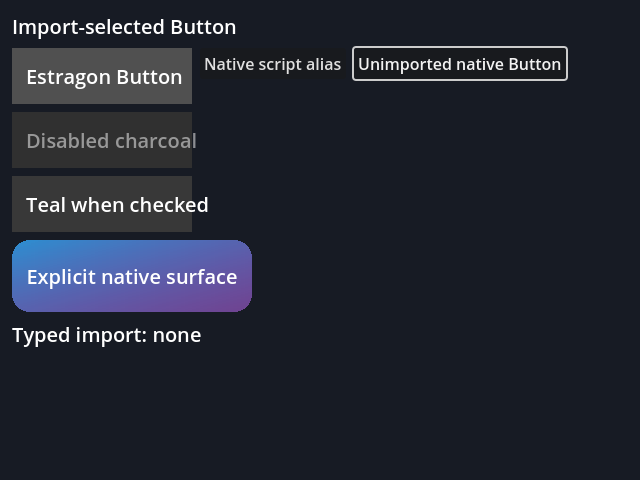 Import-selected Button
Estragon Button
Native script alias
Unimported native Button
Disabled charcoal
Teal when checked
Explicit native surface
Typed import: none